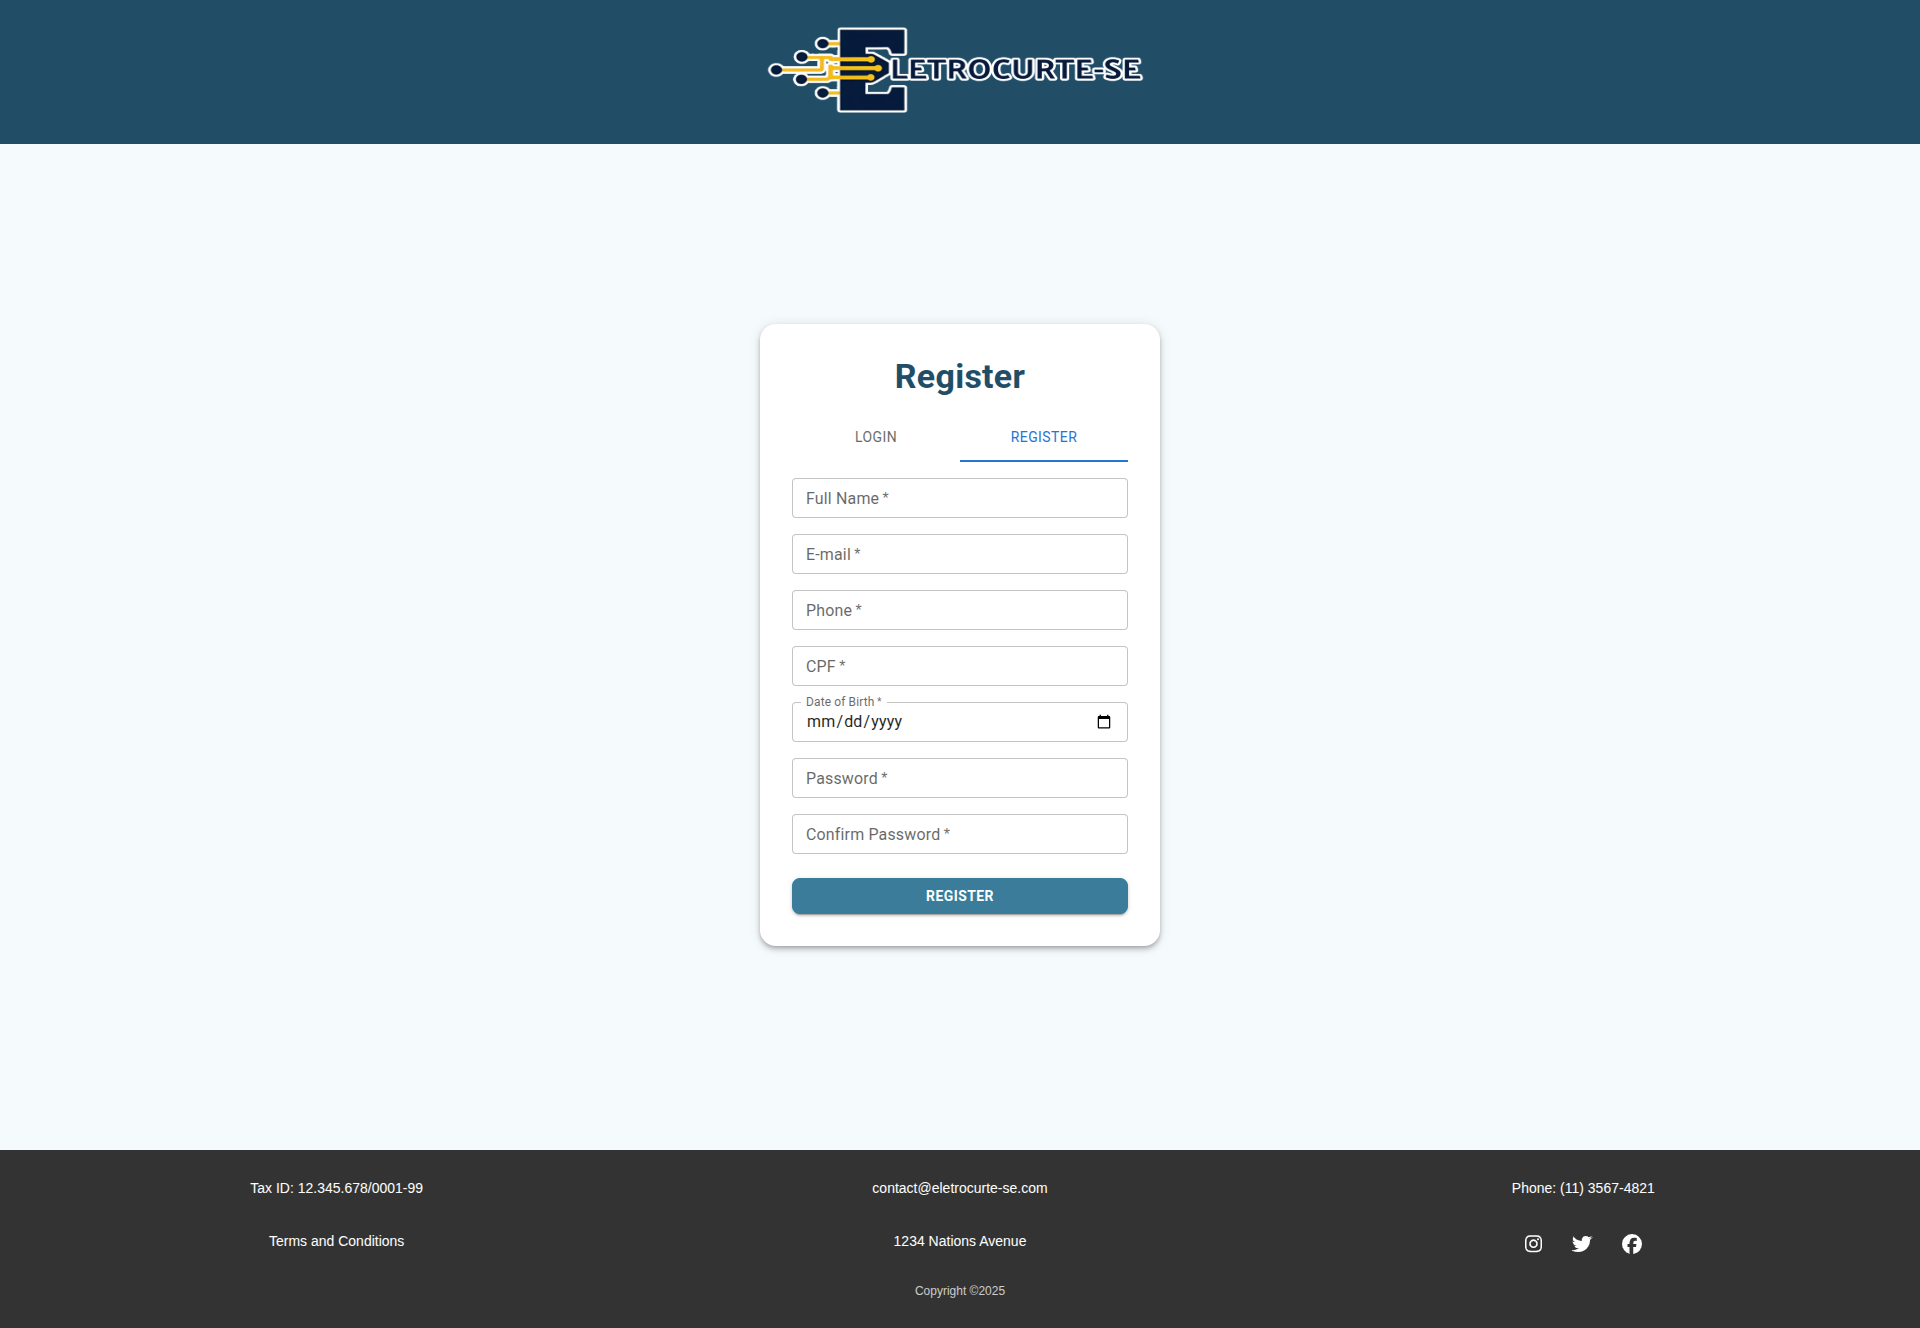 ELETROCURTE-SE
Register
LOGIN
REGISTER
Full Name *
E-mail *
Phone *
CPF *
Date of Birth *
mm/dd/yyyy
Password *
Confirm Password *
REGISTER
Tax ID: 12.345.678/0001-99
contact@eletrocurte-se.com
Phone: (11) 3567-4821
Terms and Conditions
1234 Nations Avenue
Copyright ©2025